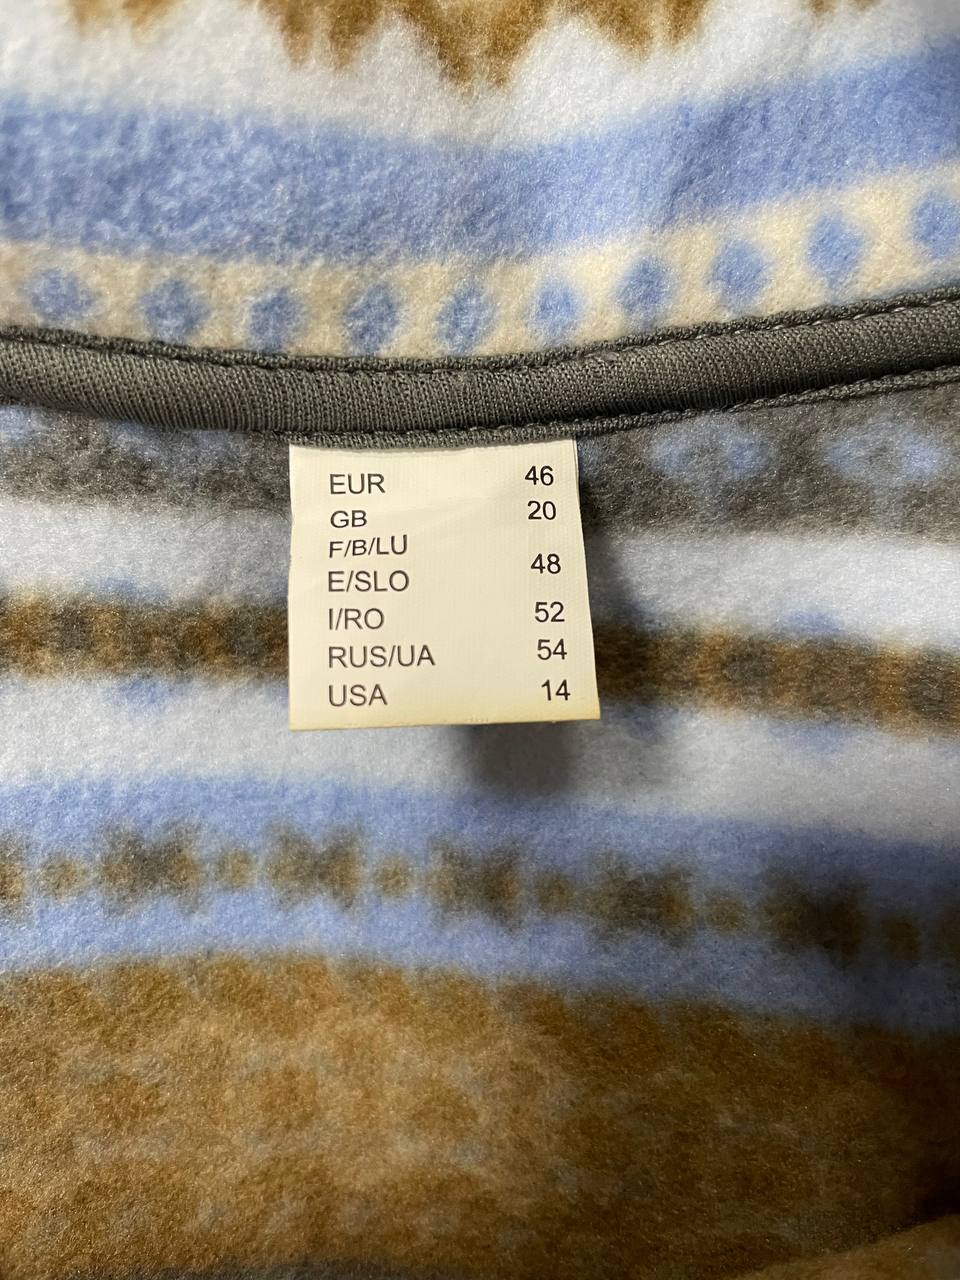 EUR 46
GB 20
F/B/LU
E/SLO 48
I/RO 52
RUS/UA 54
USA 14